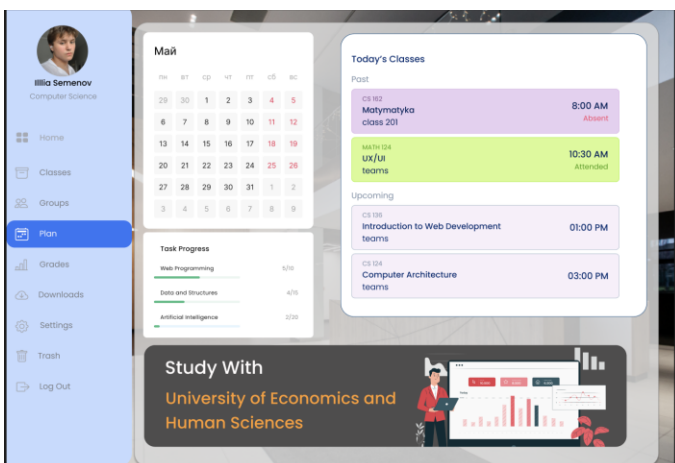 Illia Semenov
Computer Science
Home
Classes
Groups
Plan
Grades
Downloads
Settings
Trash
Log Out
Май
пн вт ср чт пт сб вс
29 30 1 2 3 4 5
6 7 8 9 10 11 12
13 14 15 16 17 18 19
20 21 22 23 24 25 26
27 28 29 30 31 1 2
3 4 5 6 7 8 9
Task Progress
Web Programming 5/10
Data and Structures 4/15
Artificial Intelligence 2/20
Today's Classes
Past
CS 162
Matymatyka 8:00 AM
class 201 Absent
MATH 124
UX/UI 10:30 AM
teams Attended
Upcoming
CS 136
Introduction to Web Development 01:00 PM
teams
CS 124
Computer Architecture 03:00 PM
teams
Study With
University of Economics and
Human Sciences